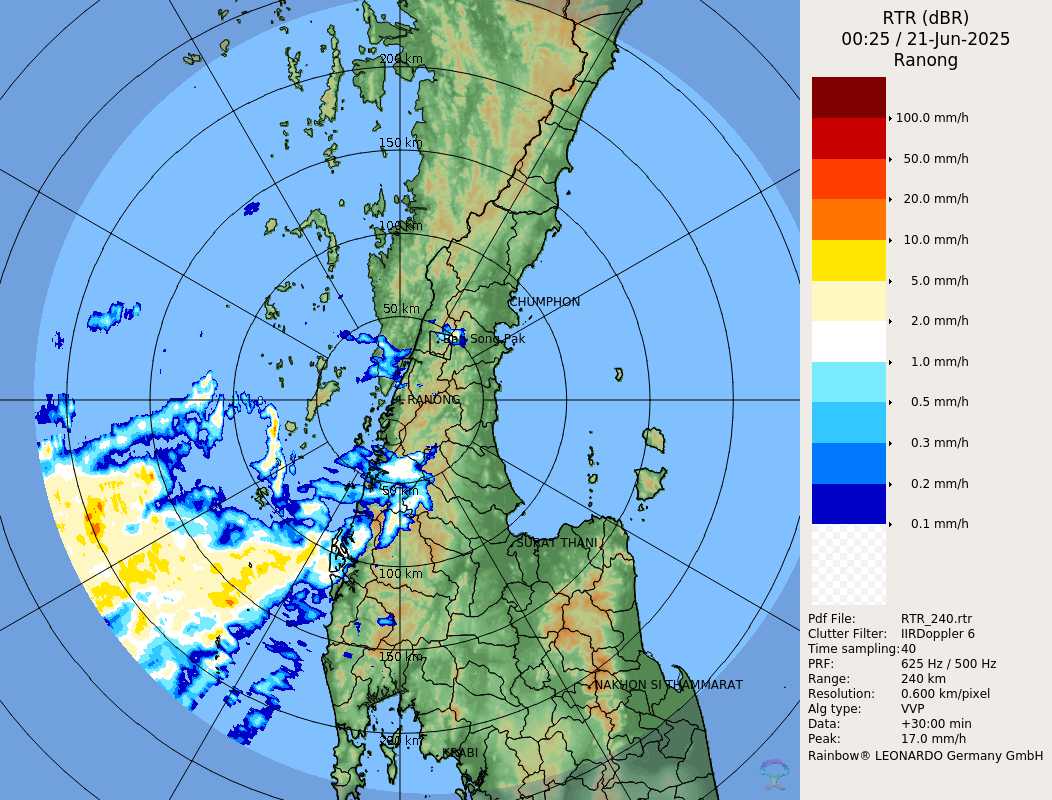 RTR (dBR)
00:25 / 21-Jun-2025
Ranong
100.0 mm/h
50.0 mm/h
20.0 mm/h
10.0 mm/h
5.0 mm/h
2.0 mm/h
1.0 mm/h
0.5 mm/h
0.3 mm/h
0.2 mm/h
0.1 mm/h
Pdf File: RTR_240.rtr
Clutter Filter: IIRDoppler 6
Time sampling:40
PRF: 625 Hz / 500 Hz
Range: 240 km
Resolution: 0.600 km/pixel
Alg type: VVP
Data: +30:00 min
Peak: 17.0 mm/h
Rainbow® LEONARDO Germany GmbH
200 km
150 km
100 km
50 km
CHUMPHON
Ban Song Pak
RANONG
50 km
SURAT THANI
100 km
150 km
NAKHON SI THAMMARAT
200 km
KRABI